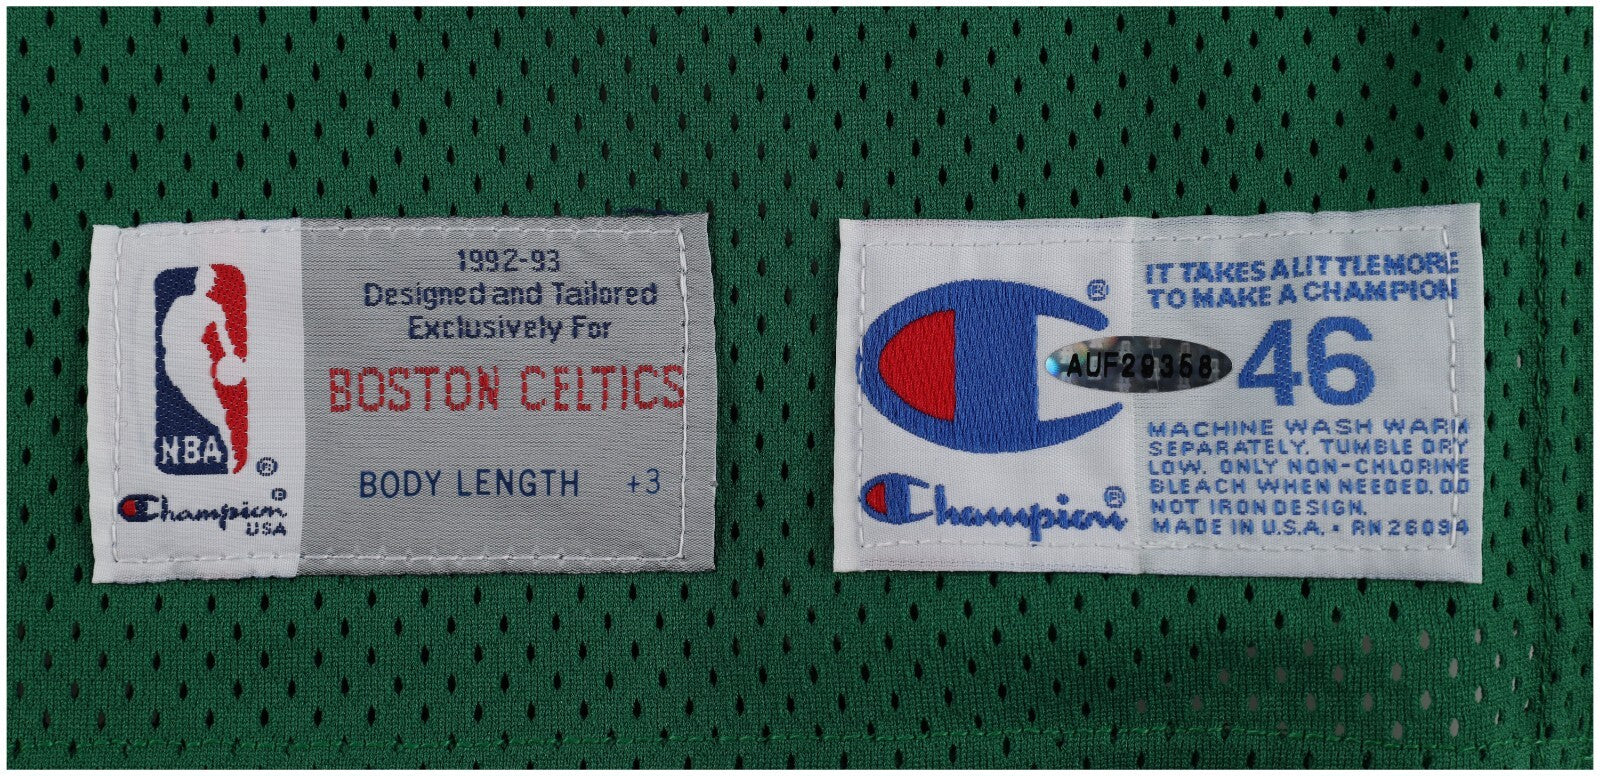 1992-93
Designed and Tailored
Exclusively For
BOSTON CELTICS
BODY LENGTH +3
NBA ®
Champion ®
USA
®
IT TAKES A LITTLE MORE
TO MAKE A CHAMPION
AUF29358
46
Champion ®
MACHINE WASH WARM
SEPARATELY. TUMBLE DRY
LOW. ONLY NON-CHLORINE
BLEACH WHEN NEEDED. DO
NOT IRON DESIGN.
MADE IN U.S.A. • RN 26094